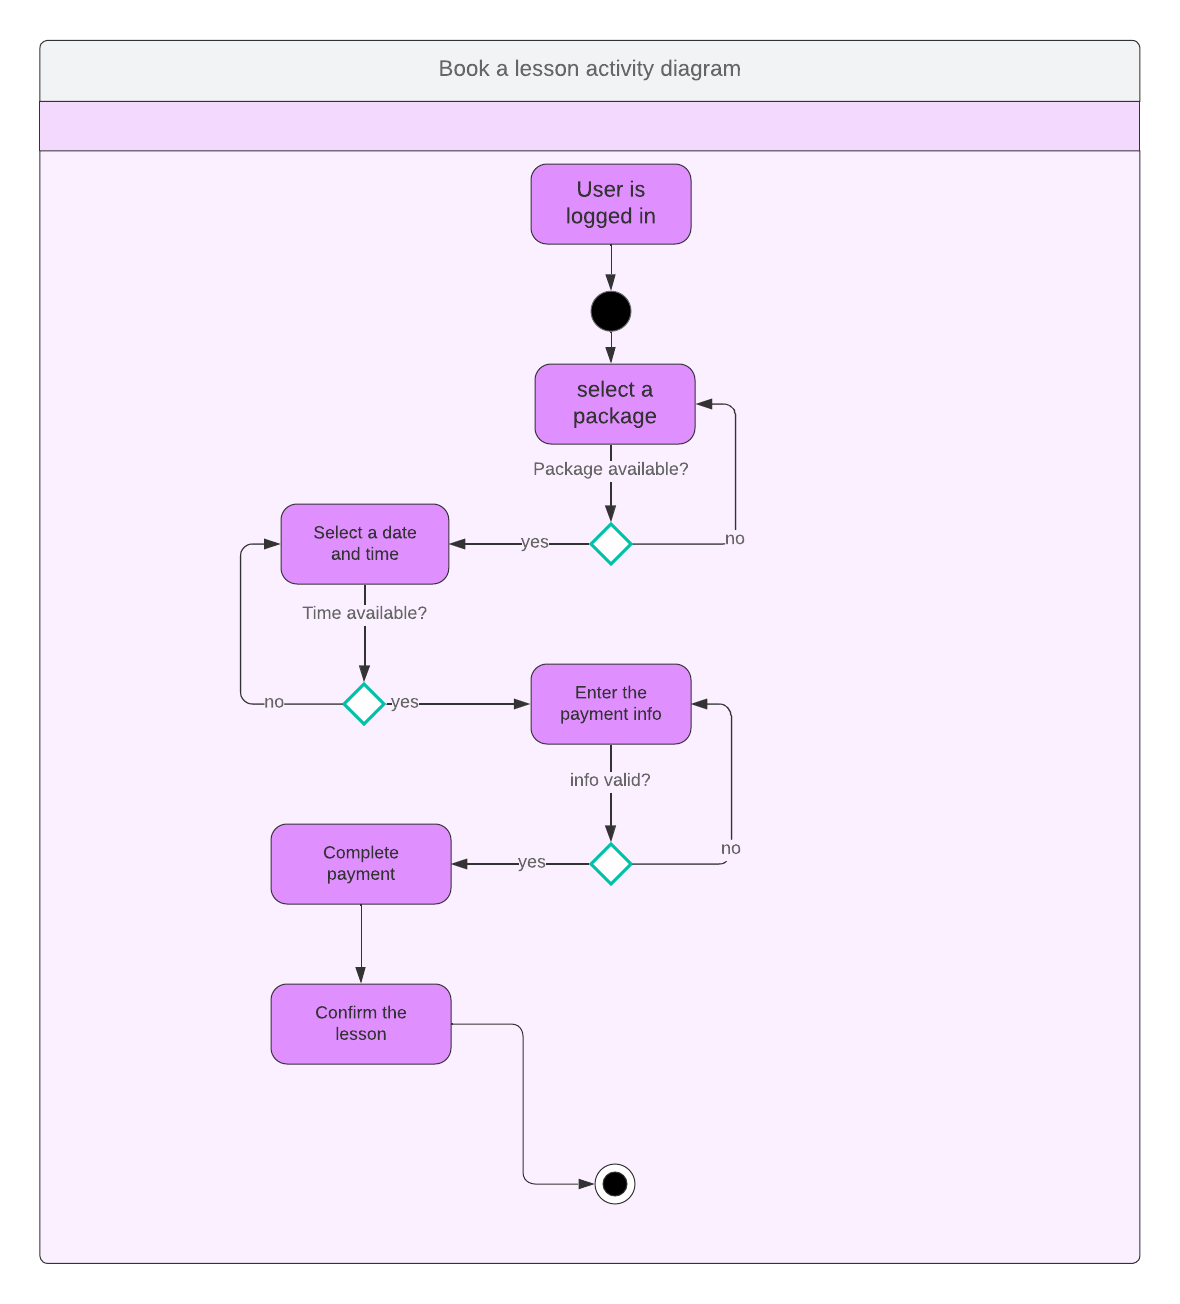 Book a lesson activity diagram
User is
logged in
select a
package
Package available?
Select a date
and time
yes
no
Time available?
no
yes
Enter the
payment info
info valid?
Complete
payment
yes
no
Confirm the
lesson